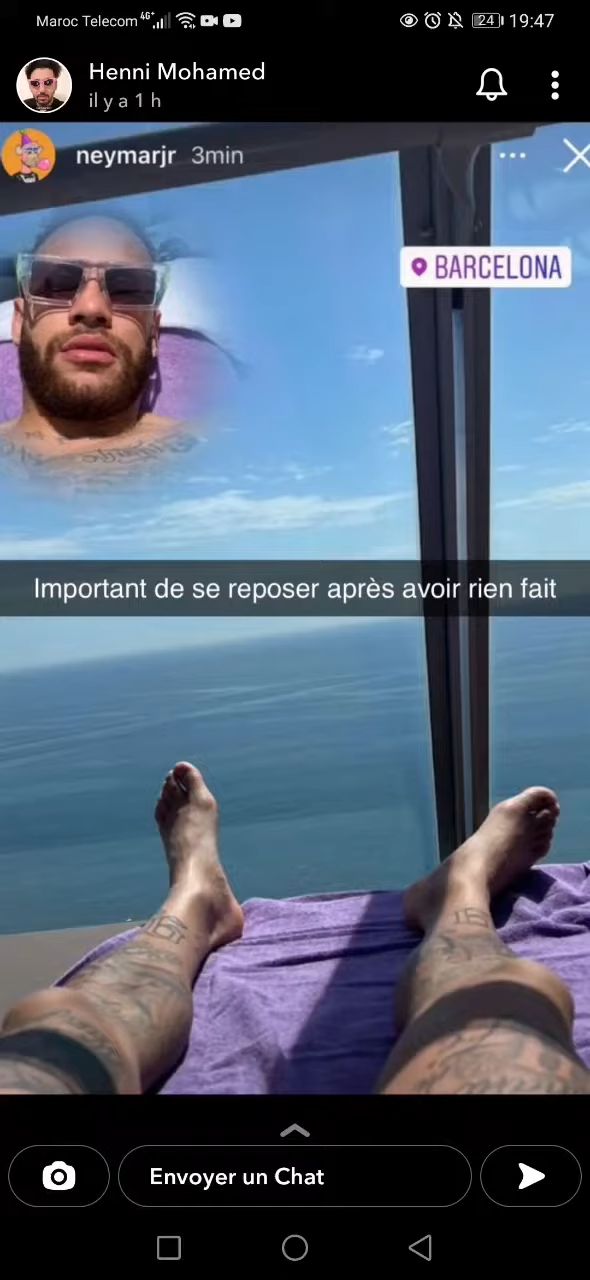 Maroc Telecom 4G+ 24 19:47
Henni Mohamed
il y a 1 h
neymarjr 3min
BARCELONA
Important de se reposer après avoir rien fait
Envoyer un Chat